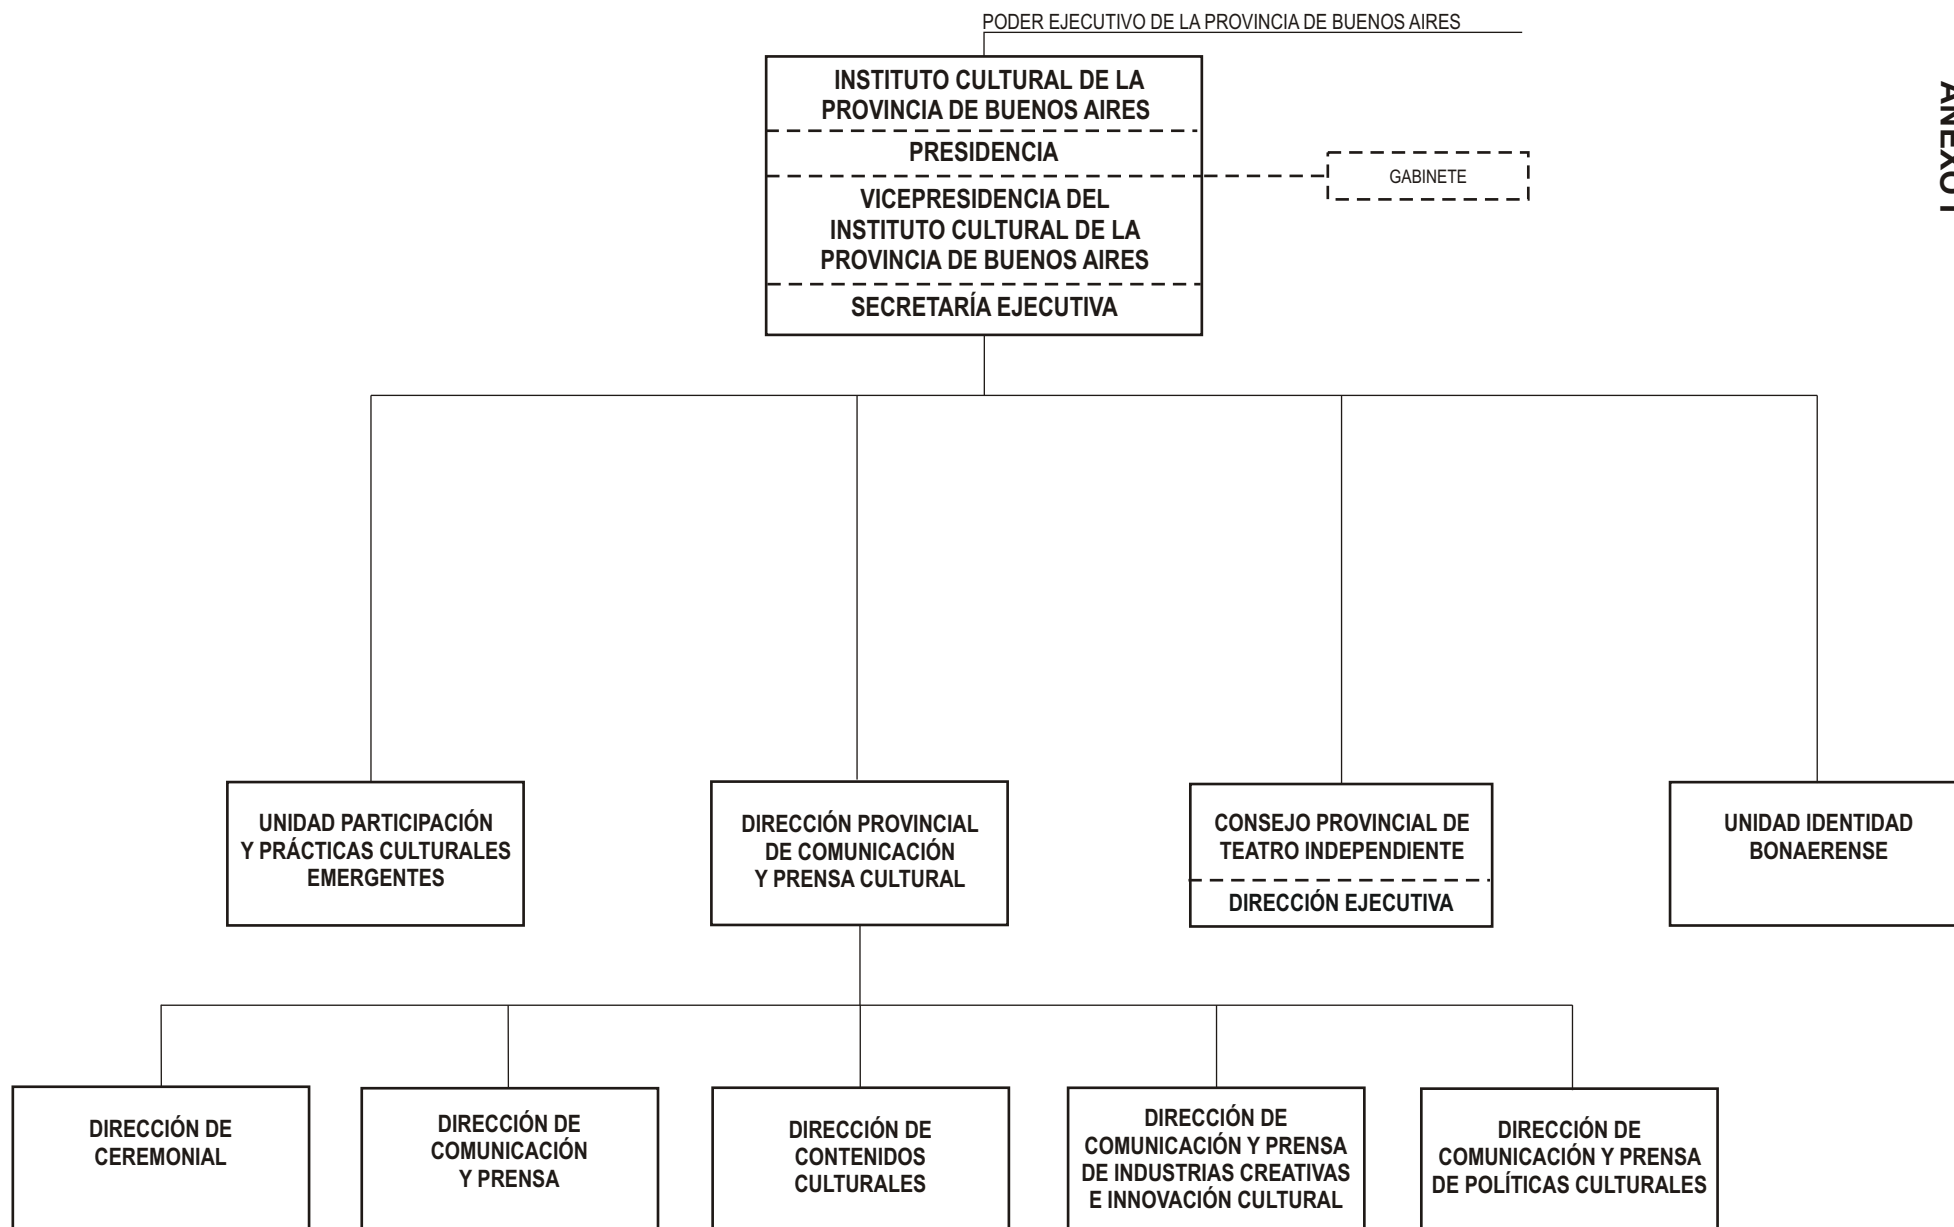 PODER EJECUTIVO DE LA PROVINCIA DE BUENOS AIRES
INSTITUTO CULTURAL DE LA
PROVINCIA DE BUENOS AIRES
PRESIDENCIA
VICEPRESIDENCIA DEL
INSTITUTO CULTURAL DE LA
PROVINCIA DE BUENOS AIRES
SECRETARÍA EJECUTIVA
GABINETE
ANEXO I
UNIDAD PARTICIPACIÓN
Y PRÁCTICAS CULTURALES
EMERGENTES
DIRECCIÓN PROVINCIAL
DE COMUNICACIÓN
Y PRENSA CULTURAL
CONSEJO PROVINCIAL DE
TEATRO INDEPENDIENTE
DIRECCIÓN EJECUTIVA
UNIDAD IDENTIDAD
BONAERENSE
DIRECCIÓN DE
CEREMONIAL
DIRECCIÓN DE
COMUNICACIÓN
Y PRENSA
DIRECCIÓN DE
CONTENIDOS
CULTURALES
DIRECCIÓN DE
COMUNICACIÓN Y PRENSA
DE INDUSTRIAS CREATIVAS
E INNOVACIÓN CULTURAL
DIRECCIÓN DE
COMUNICACIÓN Y PRENSA
DE POLÍTICAS CULTURALES